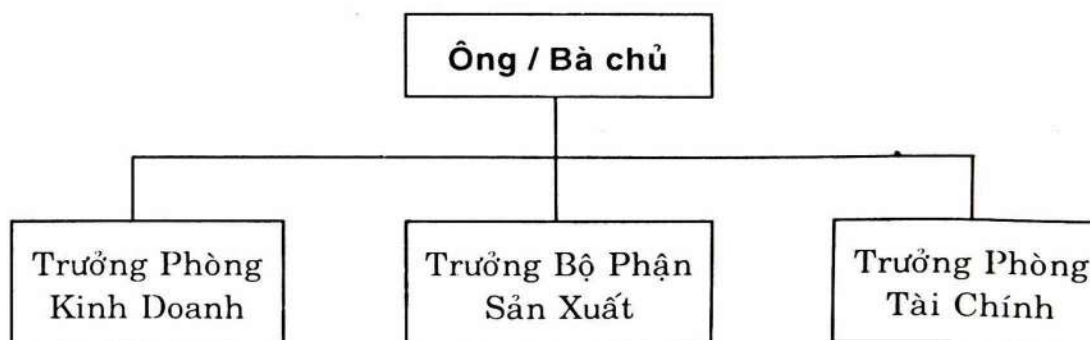 Ông / Bà chủ
Trưởng Phòng
Kinh Doanh
Trưởng Bộ Phận
Sản Xuất
Trưởng Phòng
Tài Chính